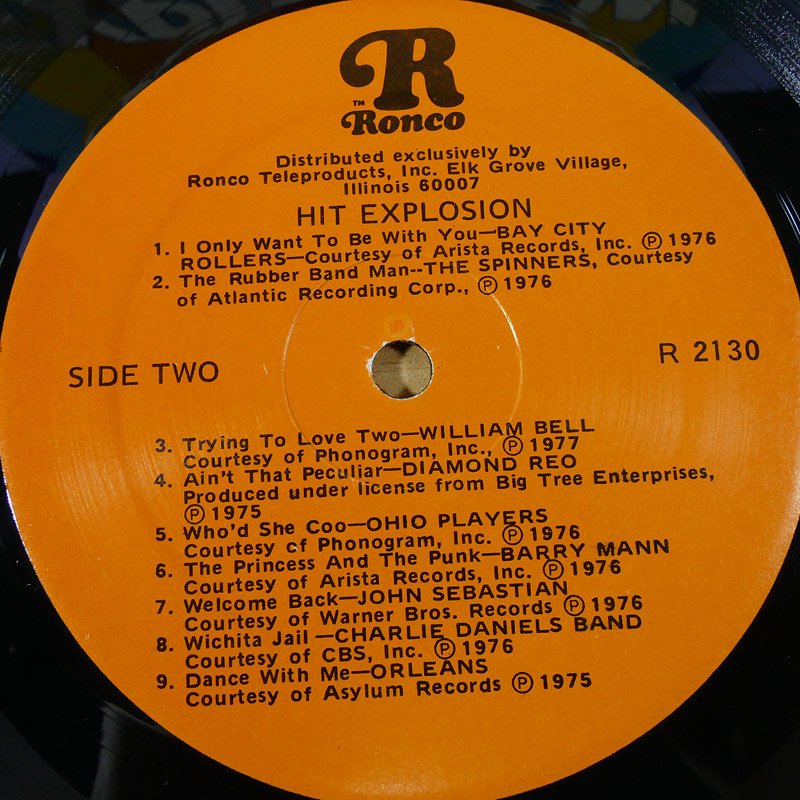 R
™
Ronco
Distributed exclusively by
Ronco Teleproducts, Inc. Elk Grove Village,
Illinois 60007
HIT EXPLOSION
1. I Only Want To Be With You—BAY CITY
ROLLERS—Courtesy of Arista Records, Inc. Ⓟ 1976
2. The Rubber Band Man--THE SPINNERS, Courtesy
of Atlantic Recording Corp., Ⓟ 1976
SIDE TWO
R 2130
3. Trying To Love Two—WILLIAM BELL
Courtesy of Phonogram, Inc., Ⓟ 1977
4. Ain't That Peculiar—DIAMOND REO
Produced under license from Big Tree Enterprises,
Ⓟ 1975
5. Who'd She Coo—OHIO PLAYERS
Courtesy cf Phonogram, Inc. Ⓟ 1976
6. The Princess And The Punk—BARRY MANN
Courtesy of Arista Records, Inc. Ⓟ 1976
7. Welcome Back—JOHN SEBASTIAN
Courtesy of Warner Bros. Records Ⓟ 1976
8. Wichita Jail—CHARLIE DANIELS BAND
Courtesy of CBS, Inc. Ⓟ 1976
9. Dance With Me—ORLEANS
Courtesy of Asylum Records Ⓟ 1975